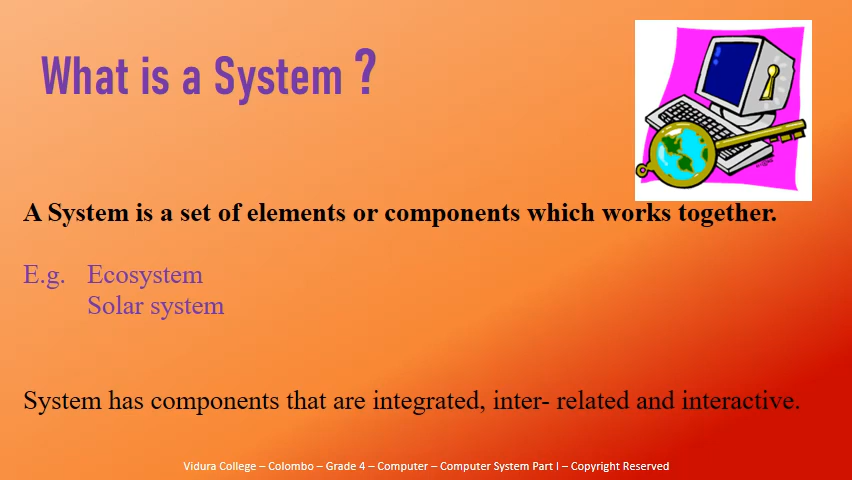 What is a System ?
A System is a set of elements or components which works together.
E.g. Ecosystem
Solar system
System has components that are integrated, inter- related and interactive.
Vidura College – Colombo – Grade 4 – Computer – Computer System Part I – Copyright Reserved